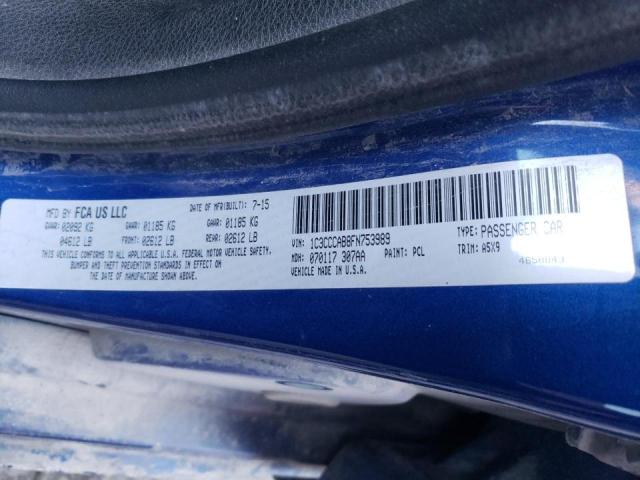 MFD BY FCA US LLC DATE OF MFR(BUILT): 7-15
GVWR: 02092 KG GAWR: 01185 KG GAWR: 01185 KG
04612 LB FRONT: 02612 LB REAR: 02612 LB
THIS VEHICLE CONFORMS TO ALL APPLICABLE U.S.A. FEDERAL MOTOR VEHICLE SAFETY,
BUMPER AND THEFT PREVENTION STANDARDS IN EFFECT ON
THE DATE OF MANUFACTURE SHOWN ABOVE.
VIN: 1C3CCCAB8FN753989 TYPE: PASSENGER CAR
MDH: 070117 307AA PAINT: PCL TRIM: A5X9
VEHICLE MADE IN U.S.A.